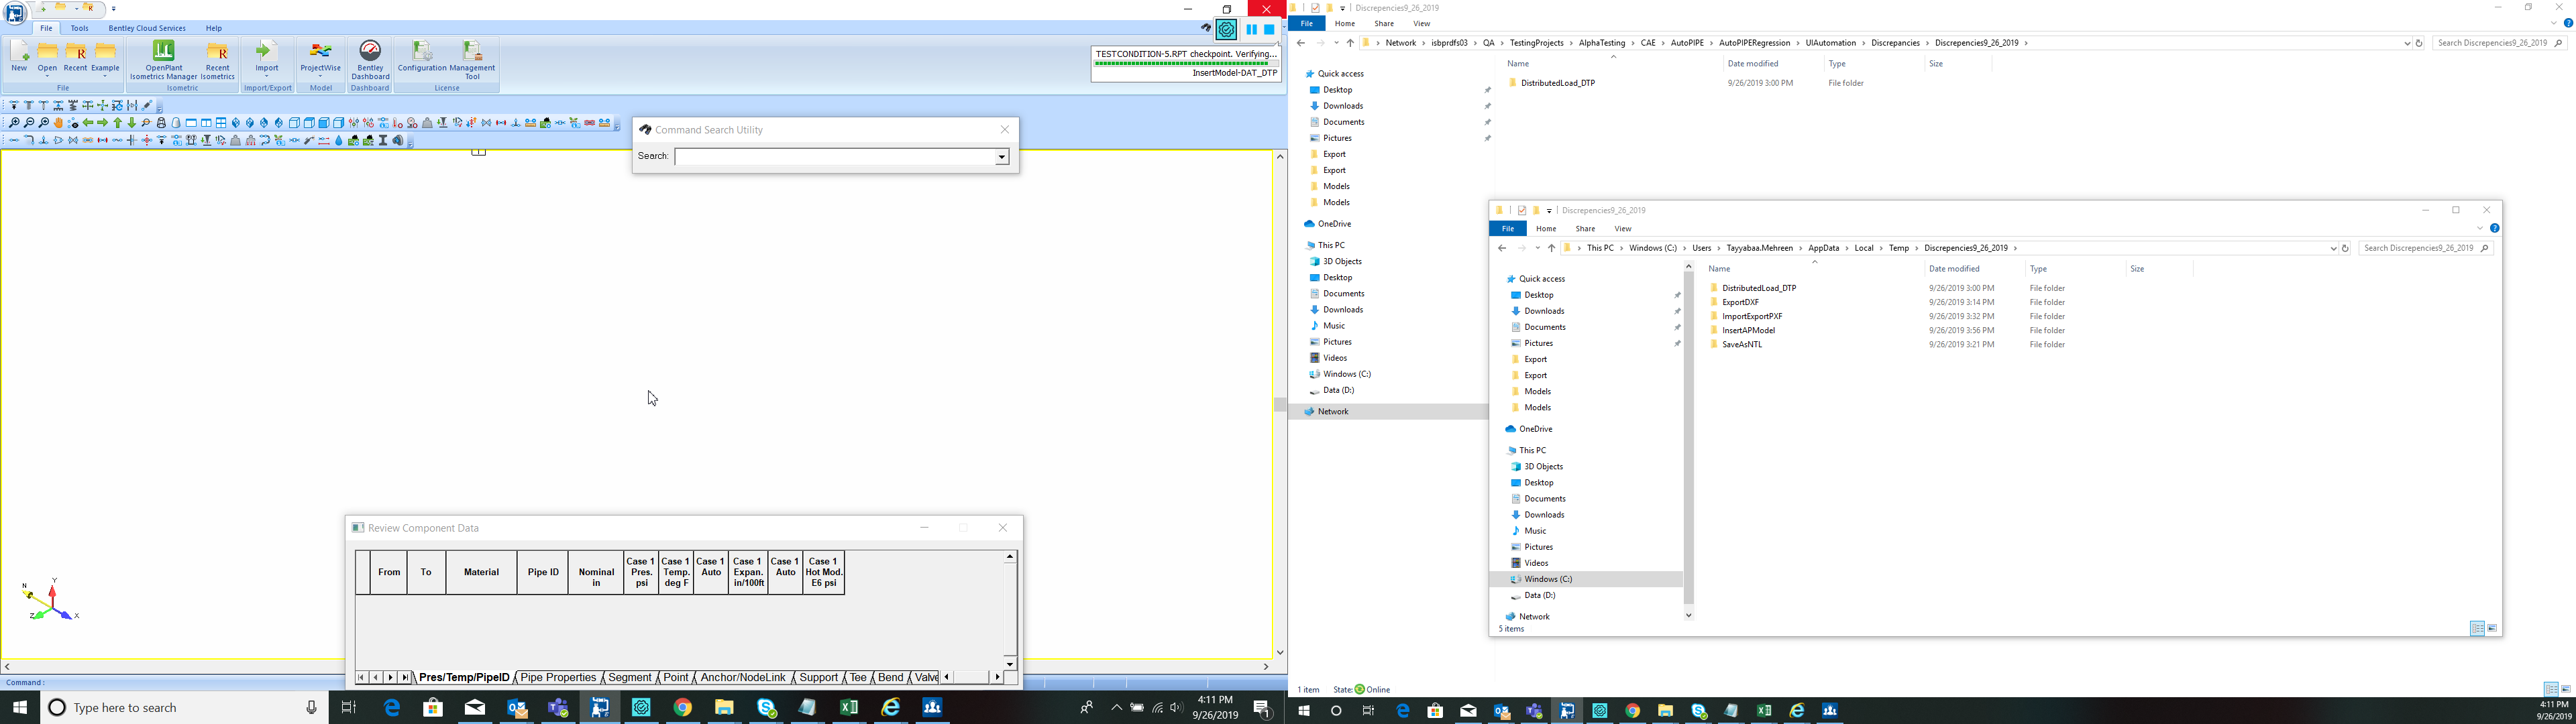 File
Tools
Bentley Cloud Services
Help
New
Open
Recent
Example
OpenPlant
Isometrics Manager
Recent
Isometrics
Import
ProjectWise
Bentley
Dashboard
Configuration
Management
Tool
File
Isometric
Import/Export
Model
Dashboard
License
TESTCONDITION-5.RPT checkpoint. Verifying...
InsertModel-DAT_DTP
Command Search Utility
Search:
N
Y
Z
X
Review Component Data
From
To
Material
Pipe ID
Nominal
in
Case 1
Pres.
psi
Case 1
Temp.
deg F
Case 1
Auto
Case 1
Expan.
in/100ft
Case 1
Auto
Case 1
Hot Mod.
E6 psi
Pres/Temp/PipeID
Pipe Properties
Segment
Point
Anchor/NodeLink
Support
Tee
Bend
Valve
Command :
Type here to search
4:11 PM
9/26/2019
1
Discrepencies9_26_2019
File
Home
Share
View
Network > isbprdfs03 > QA > TestingProjects > AlphaTesting > CAE > AutoPIPE > AutoPIPERegression > UIAutomation > Discrepancies > Discrepencies9_26_2019 >
Search Discrepencies9_26_2019
Name
Date modified
Type
Size
DistributedLoad_DTP
9/26/2019 3:00 PM
File folder
Quick access
Desktop
Downloads
Documents
Pictures
Export
Export
Models
Models
OneDrive
This PC
3D Objects
Desktop
Documents
Downloads
Music
Pictures
Videos
Windows (C:)
Data (D:)
Network
1 item
State: Online
Discrepencies9_26_2019
File
Home
Share
View
This PC > Windows (C:) > Users > Tayyabaa.Mehreen > AppData > Local > Temp > Discrepencies9_26_2019 >
Search Discrepencies9_26_2019
Name
Date modified
Type
Size
DistributedLoad_DTP 9/26/2019 3:00 PM File folder
ExportDXF 9/26/2019 3:14 PM File folder
ImportExportPXF 9/26/2019 3:32 PM File folder
InsertAPModel 9/26/2019 3:56 PM File folder
SaveAsNTL 9/26/2019 3:21 PM File folder
Quick access
Desktop
Downloads
Documents
Pictures
Export
Export
Models
Models
OneDrive
This PC
3D Objects
Desktop
Documents
Downloads
Music
Pictures
Videos
Windows (C:)
Data (D:)
Network
5 items
4:11 PM
9/26/2019